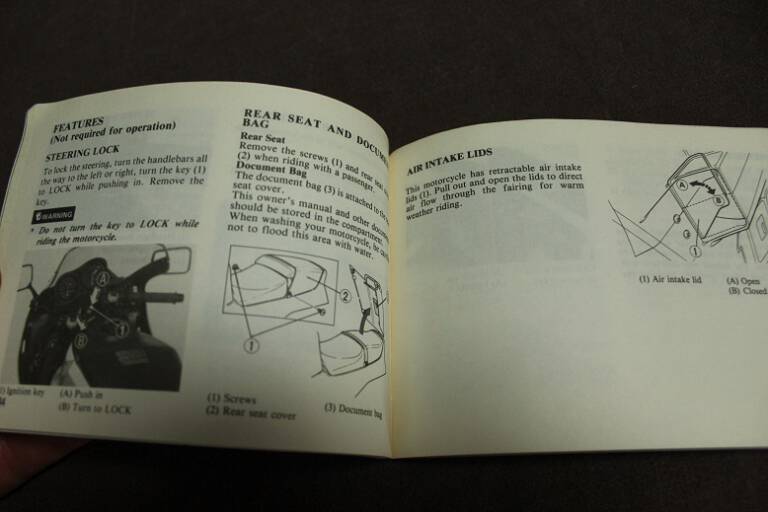 FEATURES
(Not required for operation)
STEERING LOCK
To lock the steering, turn the handlebars all
the way to the left or right, turn the key (1)
to LOCK while pushing in. Remove the
key.
WARNING
* Do not turn the key to LOCK while
riding the motorcycle.
A
1
B
Ignition key (A) Push in
(B) Turn to LOCK
REAR SEAT AND
BAG
Rear Seat
Remove the screws (1) and rear seat
(2) when riding with a passenger.
Document Bag
The document bag (3) is attached to the
seat cover.
This owner's manual and other
should be stored in the compartment.
When washing your motorcycle, be
not to flood this area with water.
2
1
(1) Screws
(2) Rear seat cover
(3) Document bag
AIR INTAKE LIDS
This motorcycle has retractable air intake
lids (1). Pull out and open the lids to direct
air flow through the fairing for warm
weather riding.
A
B
1
(1) Air intake lid (A) Open
(B) Closed